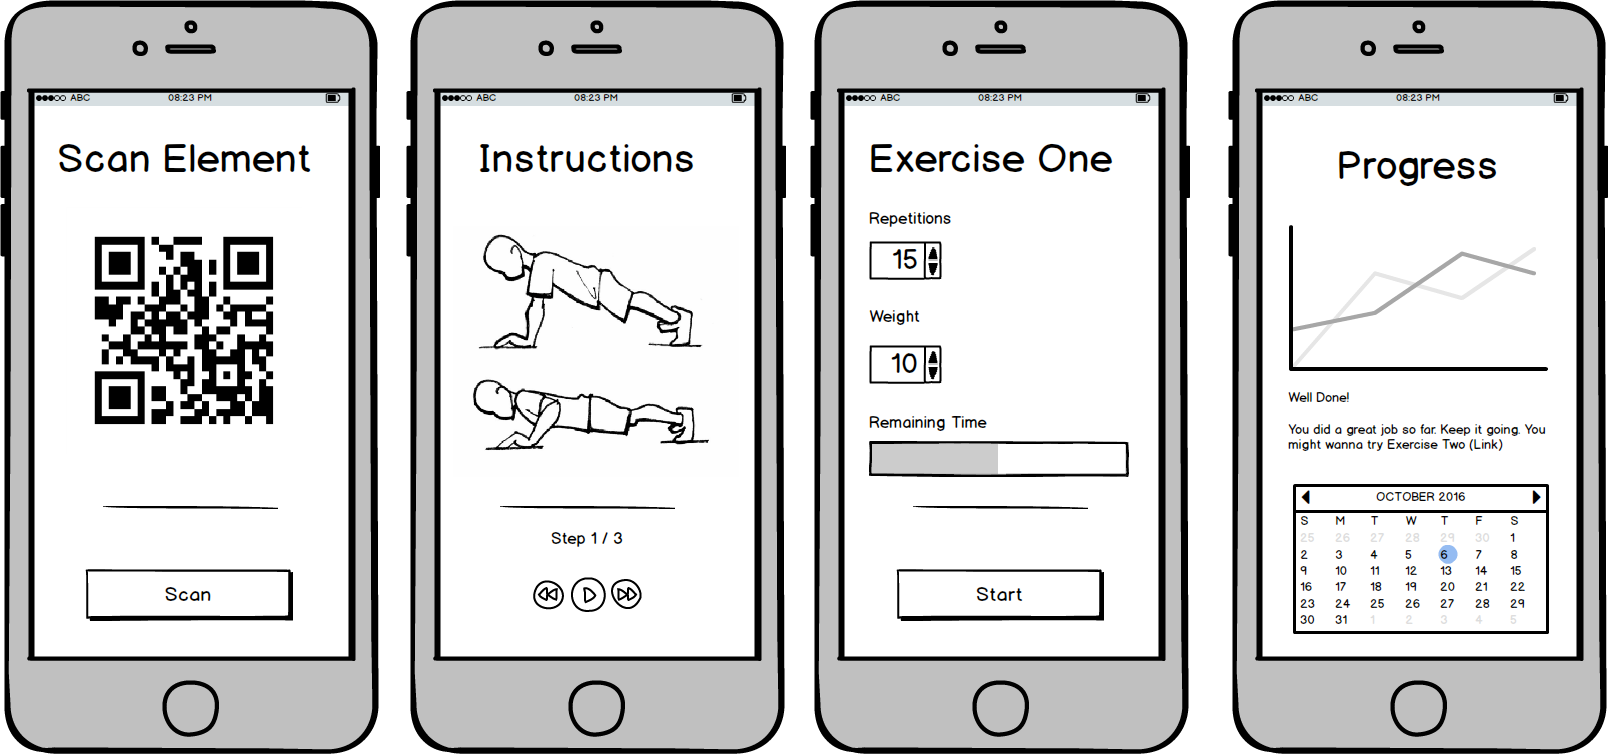 ABC 08:23 PM
Scan Element
Scan
ABC 08:23 PM
Instructions
Step 1 / 3
ABC 08:23 PM
Exercise One
Repetitions
15
Weight
10
Remaining Time
Start
ABC 08:23 PM
Progress
Well Done!
You did a great job so far. Keep it going. You
might wanna try Exercise Two (Link)
OCTOBER 2016
S M T W T F S
25 26 27 28 29 30 1
2 3 4 5 6 7 8
9 10 11 12 13 14 15
16 17 18 19 20 21 22
23 24 25 26 27 28 29
30 31 1 2 3 4 5